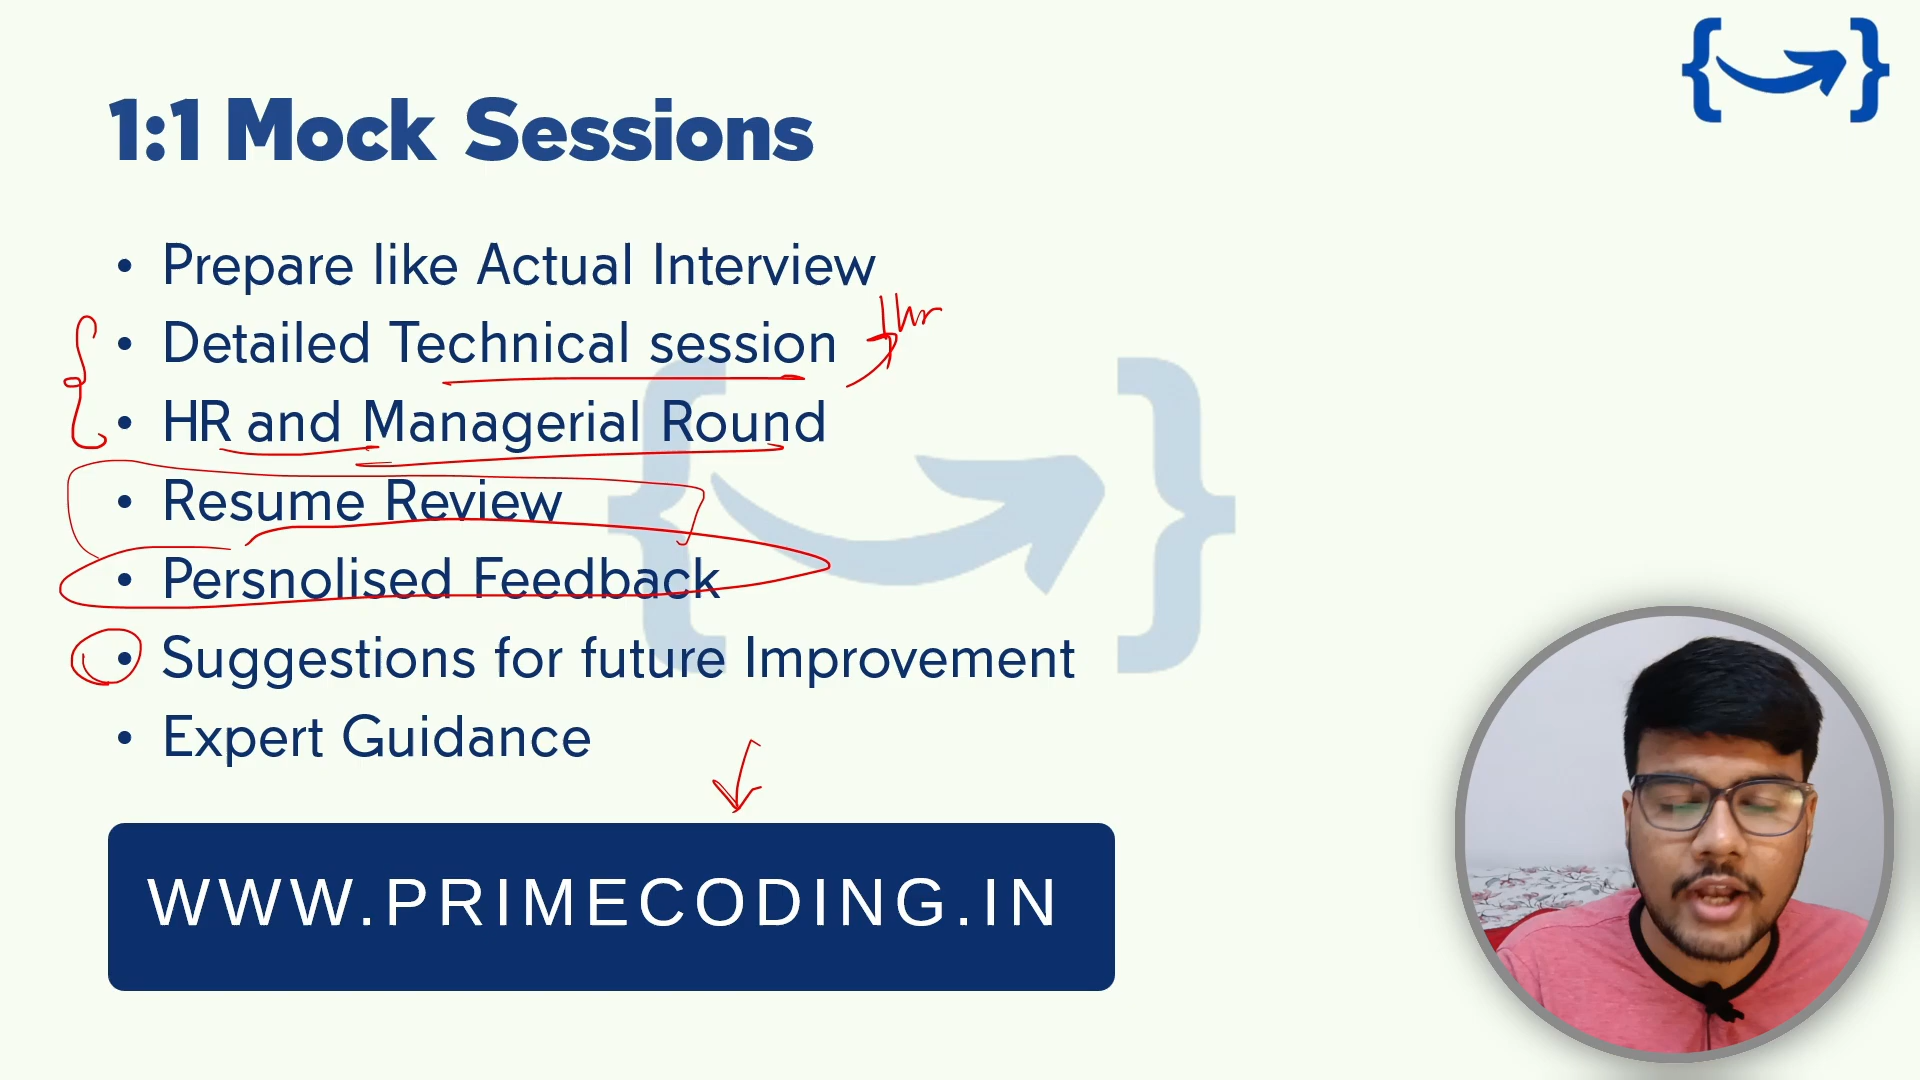 1:1 Mock Sessions
• Prepare like Actual Interview
1hr
• Detailed Technical session
• HR and Managerial Round
• Resume Review
• Persnolised Feedback
• Suggestions for future Improvement
• Expert Guidance
WWW.PRIMECODING.IN